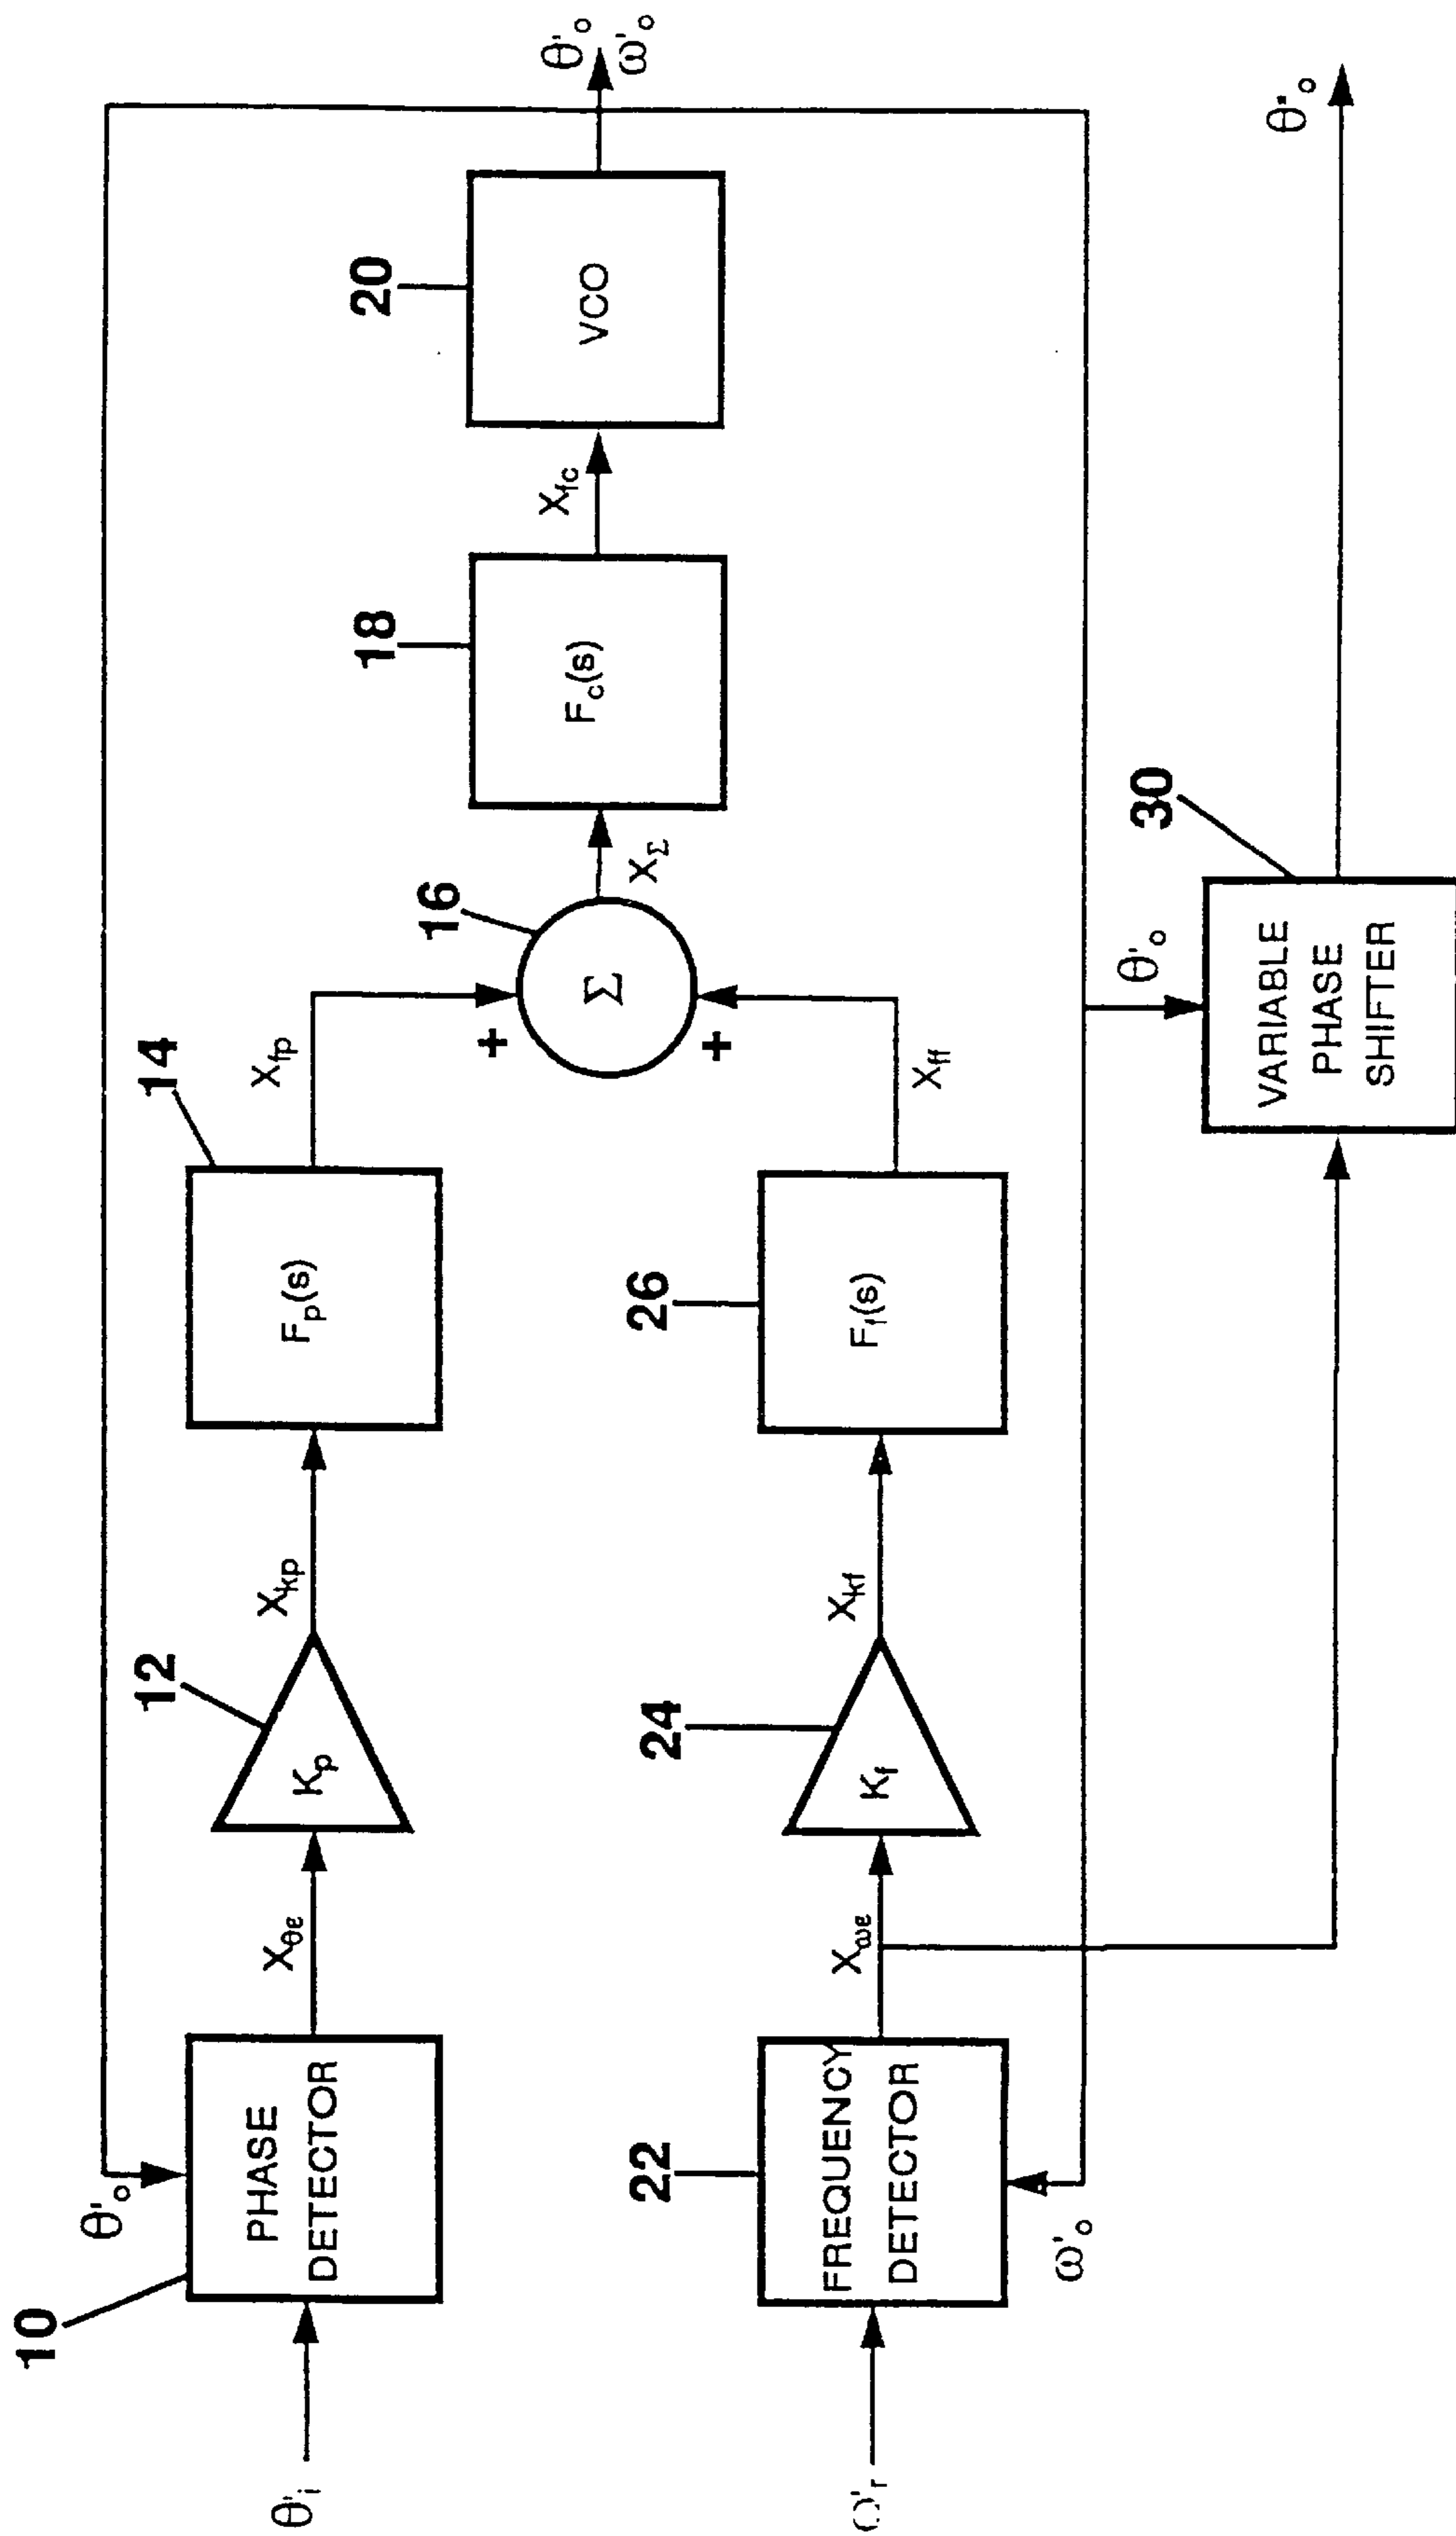 10
θ'o
θ'i
PHASE
DETECTOR
Xθe
12
Kp
Xkp
14
Fp(s)
Xfp
+
16
Σ
XΣ
18
Fc(s)
Xfc
20
VCO
θ'o
ω'o
22
FREQUENCY
DETECTOR
ω'o
Xωe
24
Kf
Xkf
26
Ff(s)
Xff
+
30
θ'o
VARIABLE
PHASE
SHIFTER
θ"o